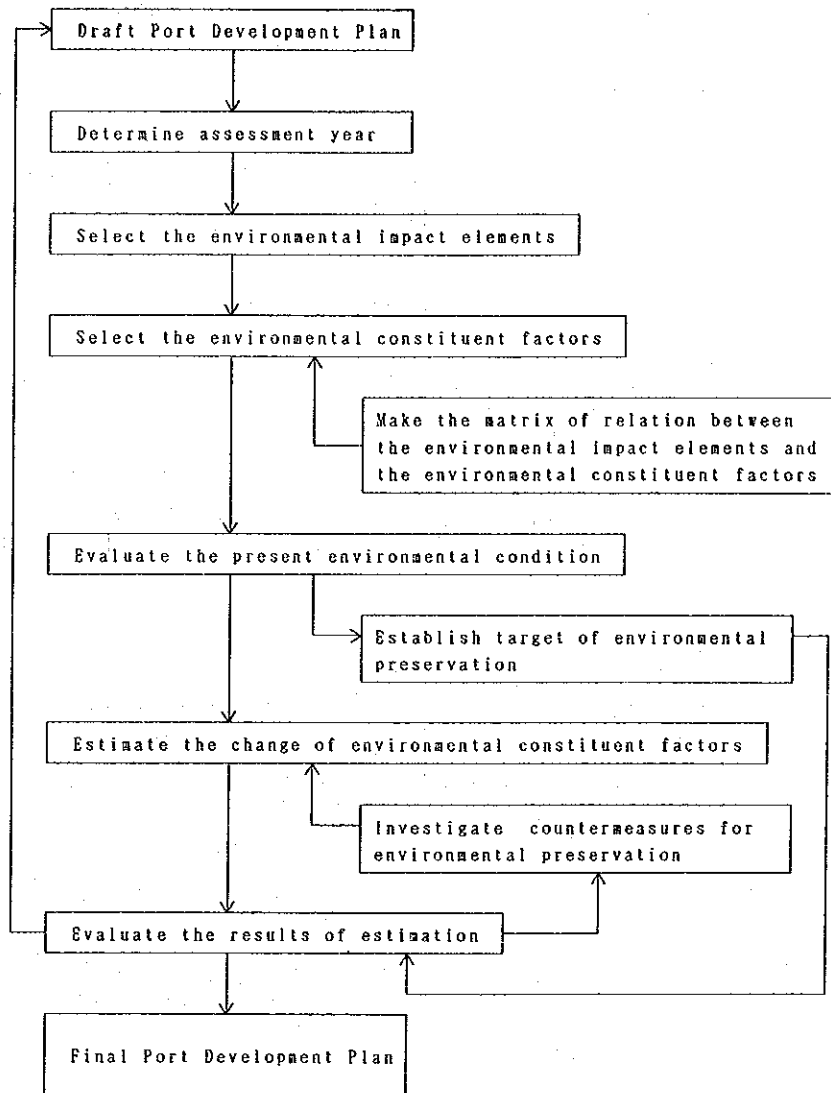 Draft Port Development Plan
Determine assessment year
Select the environmental impact elements
Select the environmental constituent factors
Make the matrix of relation between
the environmental impact elements and
the environmental constituent factors
Evaluate the present environmental condition
Establish target of environmental
preservation
Estimate the change of environmental constituent factors
Investigate countermeasures for
environmental preservation
Evaluate the results of estimation
Final Port Development Plan